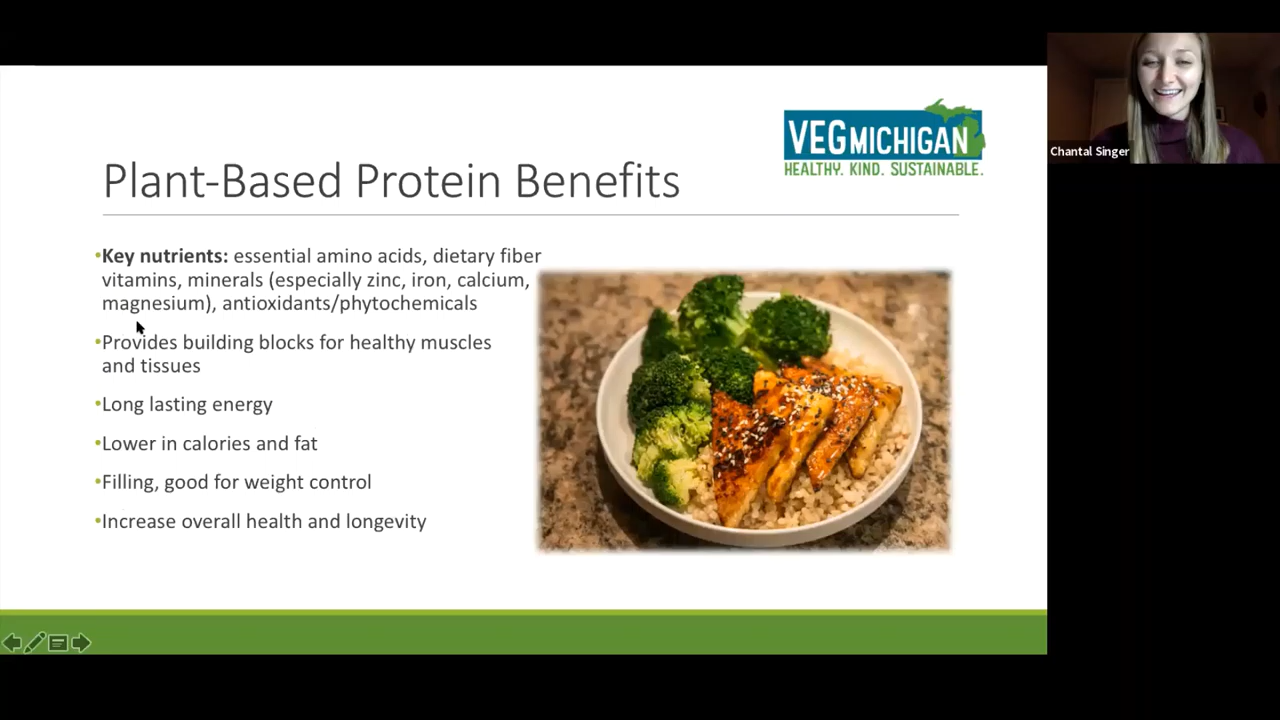 VEGMICHIGAN
HEALTHY. KIND. SUSTAINABLE.
Chantal Singer
Plant-Based Protein Benefits
•Key nutrients: essential amino acids, dietary fiber
vitamins, minerals (especially zinc, iron, calcium,
magnesium), antioxidants/phytochemicals
•Provides building blocks for healthy muscles
and tissues
•Long lasting energy
•Lower in calories and fat
•Filling, good for weight control
•Increase overall health and longevity